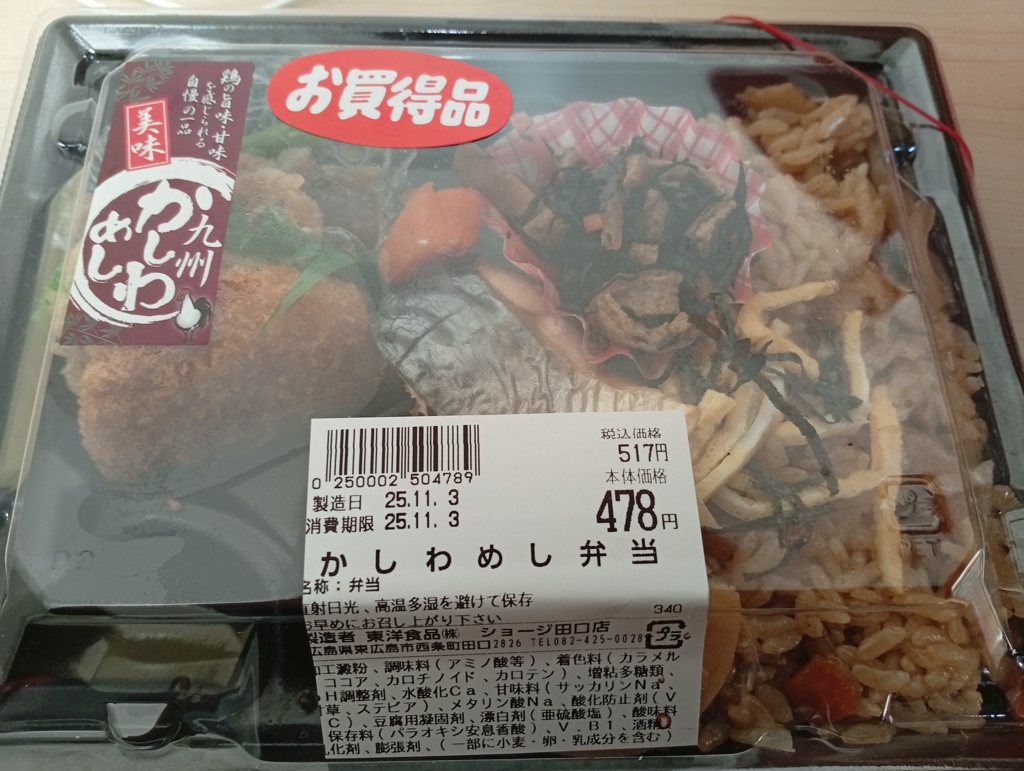 お買得品
鶏の旨味・甘味
を感じられる
自慢の一品
美味
九州
かしわめし
0 250002 504789
税込価格
517円
本体価格
478円
製造日 25.11. 3
消費期限 25.11. 3
かしわめし弁当
名称：弁当
直射日光、高温多湿を避けて保存
お早めにお召し上がり下さい
340
製造者 東洋食品㈱ ショージ田口店
プラ
広島県東広島市西条町田口2826 TEL082-425-0028
加工澱粉、調味料(アミノ酸等)、着色料(カラメル
、ココア、カロチノイド、カロテン)、増粘多糖類、
H調整剤、水酸化Ca、甘味料(サッカリンNa、
草、ステビア)、メタリン酸Na、酸化防止剤(V
C)、豆腐用凝固剤、漂白剤(亜硫酸塩)、酸味料
保存料(パラオキシ安息香酸)、V.B1、酒精
化剤、膨張剤、(一部に小麦・卵・乳成分を含む)
PET